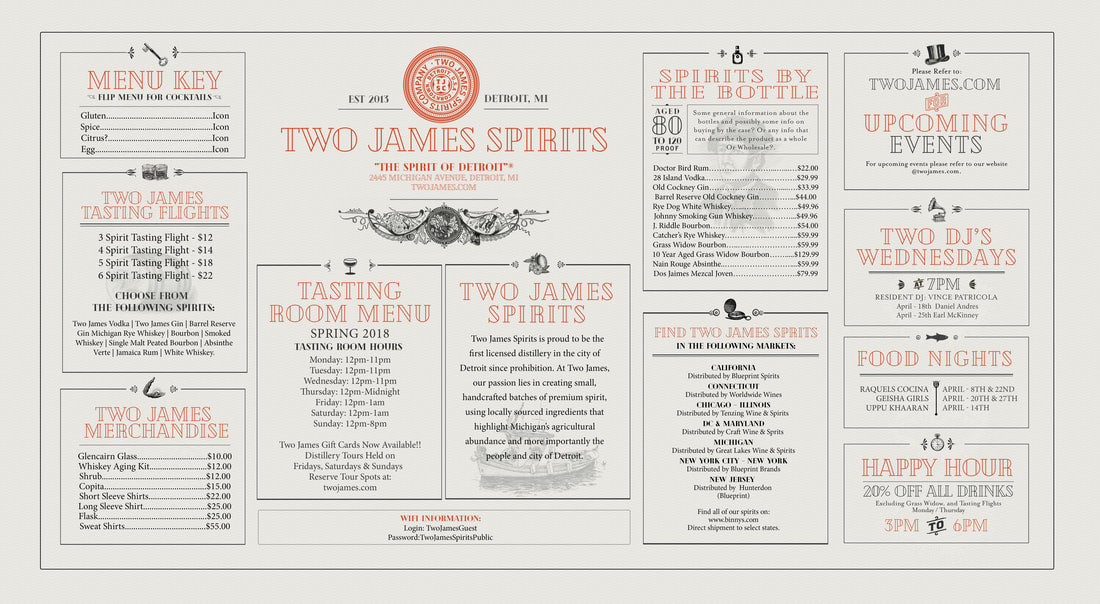 MENU KEY
FLIP MENU FOR COCKTAILS
Gluten..............................................Icon
Spice................................................Icon
Citrus?..............................................Icon
Egg...................................................Icon
TWO JAMES
TASTING FLIGHTS
3 Spirit Tasting Flight - $12
4 Spirit Tasting Flight - $14
5 Spirit Tasting Flight - $18
6 Spirit Tasting Flight - $22
CHOOSE FROM
THE FOLLOWING SPIRITS:
Two James Vodka | Two James Gin | Barrel Reserve
Gin Michigan Rye Whiskey | Bourbon | Smoked
Whiskey | Single Malt Peated Bourbon | Absinthe
Verte | Jamaica Rum | White Whiskey.
TWO JAMES
MERCHANDISE
Glencairn Glass................................$10.00
Whiskey Aging Kit...........................$12.00
Shrub.................................................$12.00
Copita................................................$15.00
Short Sleeve Shirts...........................$22.00
Long Sleeve Shirt.............................$25.00
Flask...................................................$25.00
Sweat Shirts......................................$55.00
EST 2013
TWO JAMES SPIRITS COMPANY
DETROIT
TJ
SC
DETROIT, MI
TWO JAMES SPIRITS
"THE SPIRIT OF DETROIT"®
2445 MICHIGAN AVENUE, DETROIT, MI
TWOJAMES.COM
TASTING
ROOM MENU
SPRING 2018
TASTING ROOM HOURS
Monday: 12pm-11pm
Tuesday: 12pm-11pm
Wednesday: 12pm-11pm
Thursday: 12pm-Midnight
Friday: 12pm-1am
Saturday: 12pm-1am
Sunday: 12pm-8pm
Two James Gift Cards Now Available!!
Distillery Tours Held on
Fridays, Saturdays & Sundays
Reserve Tour Spots at:
twojames.com
TWO JAMES
SPIRITS
Two James Spirits is proud to be the
first licensed distillery in the city of
Detroit since prohibition. At Two James,
our passion lies in creating small,
handcrafted batches of premium spirit,
using locally sourced ingredients that
highlight Michigan's agricultural
abundance and more importantly the
people and city of Detroit.
WIFI INFORMATION:
Login: TwoJamesGuest
Password:TwoJamesSpiritsPublic
SPIRITS BY
THE BOTTLE
AGED
80
TO 120
PROOF
Some general information about the
bottles and possibly some info on
buying by the case? Or any info that
can describe the product as a whole
Or Wholesale?.
Doctor Bird Rum.................................$22.00
28 Island Vodka..................................$29.99
Old Cockney Gin................................$33.99
Barrel Reserve Old Cockney Gin.............$44.00
Rye Dog White Whiskey.........................$49.96
Johnny Smoking Gun Whiskey...............$49.96
J. Riddle Bourbon................................$54.00
Catcher's Rye Whiskey..........................$59.99
Grass Widow Bourbon...........................$59.99
10 Year Aged Grass Widow Bourbon........$129.99
Nain Rouge Absinthe............................$59.99
Dos Jaimes Mezcal Joven.......................$79.99
FIND TWO JAMES SPRITS
IN THE FOLLOWING MARKETS:
CALIFORNIA
Distributed by Blueprint Spirits
CONNECTICUT
Distributed by Worldwide Wines
CHICAGO – ILLINOIS
Distributed by Tenzing Wine & Spirits
DC & MARYLAND
Distributed by Craft Wine & Sprits
MICHIGAN
Distributed by Great Lakes Wine & Spirits
NEW YORK CITY – NEW YORK
Distributed by Blueprint Brands
NEW JERSEY
Distributed by Hunterdon
(Blueprint)
Find all of our spirits on:
www.binnys.com
Direct shipment to select states.
Please Refer to:
TWOJAMES.COM
FOR
UPCOMING
EVENTS
For upcoming events please refer to our website
@twojames.com.
TWO DJ'S
WEDNESDAYS
AT 7PM
RESIDENT DJ: VINCE PATRICOLA
April - 18th Daniel Andres
April - 25th Earl McKinney
FOOD NIGHTS
RAQUELS COCINA APRIL - 8TH & 22ND
GEISHA GIRLS APRIL - 20TH & 27TH
UPPU KHAARAN APRIL - 14TH
HAPPY HOUR
20% OFF ALL DRINKS
Excluding Grass Widow, and Tasting Flights
Monday / Thursday
3PM TO 6PM